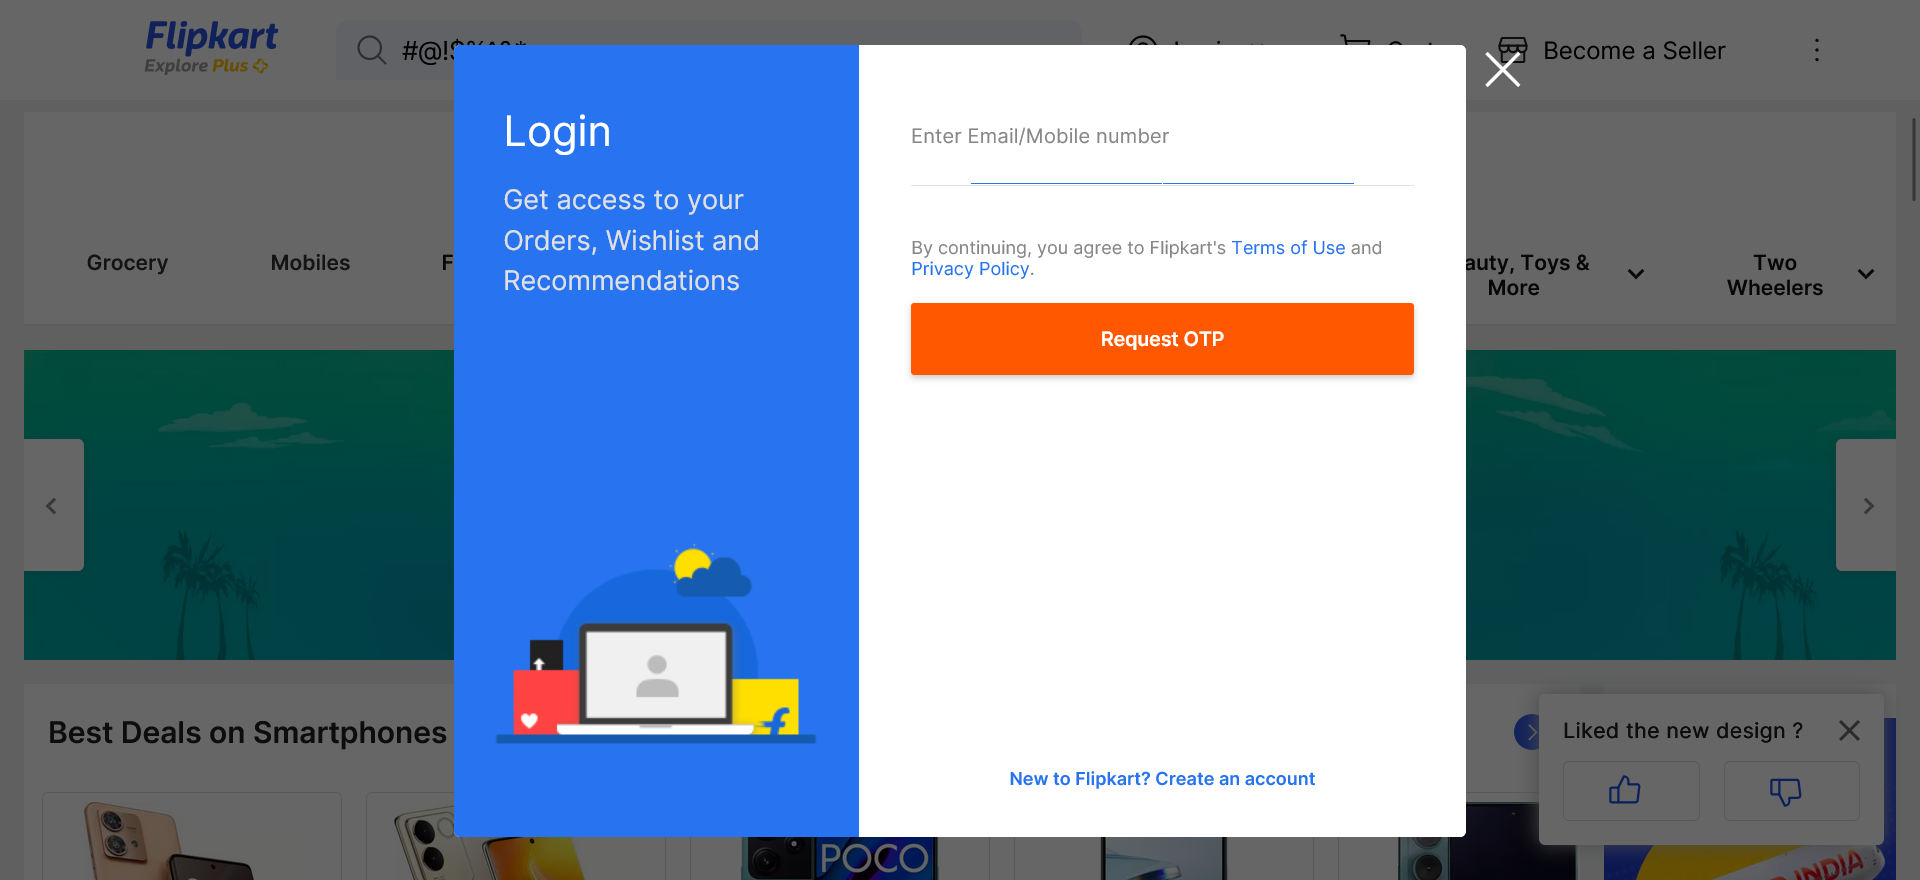 Flipkart
Explore Plus
#@!$%^&*
Become a Seller
Login
Get access to your
Orders, Wishlist and
Recommendations
Enter Email/Mobile number
By continuing, you agree to Flipkart's Terms of Use and
Privacy Policy.
Request OTP
New to Flipkart? Create an account
Grocery
Mobiles
F
auty, Toys &
More
Two
Wheelers
Best Deals on Smartphones
Liked the new design ?
POCO
INDIA